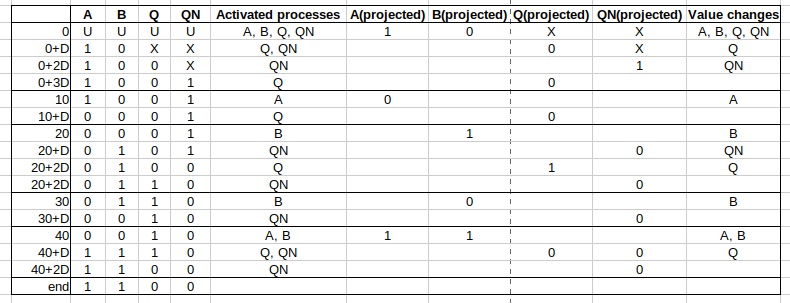 A B Q QN Activated processes A(projected) B(projected) Q(projected) QN(projected) Value changes
0 U U U U A, B, Q, QN 1 0 X X A, B, Q, QN
0+D 1 0 X X Q, QN 0 X Q
0+2D 1 0 0 X QN 1 QN
0+3D 1 0 0 1 Q 0
10 1 0 0 1 A 0 A
10+D 0 0 0 1 Q 0
20 0 0 0 1 B 1 B
20+D 0 1 0 1 QN 0 QN
20+2D 0 1 0 0 Q 1 Q
20+2D 0 1 1 0 QN 0
30 0 1 1 0 B 0 B
30+D 0 0 1 0 QN 0
40 0 0 1 0 A, B 1 1 A, B
40+D 1 1 1 0 Q, QN 0 0 Q
40+2D 1 1 0 0 QN 0
end 1 1 0 0